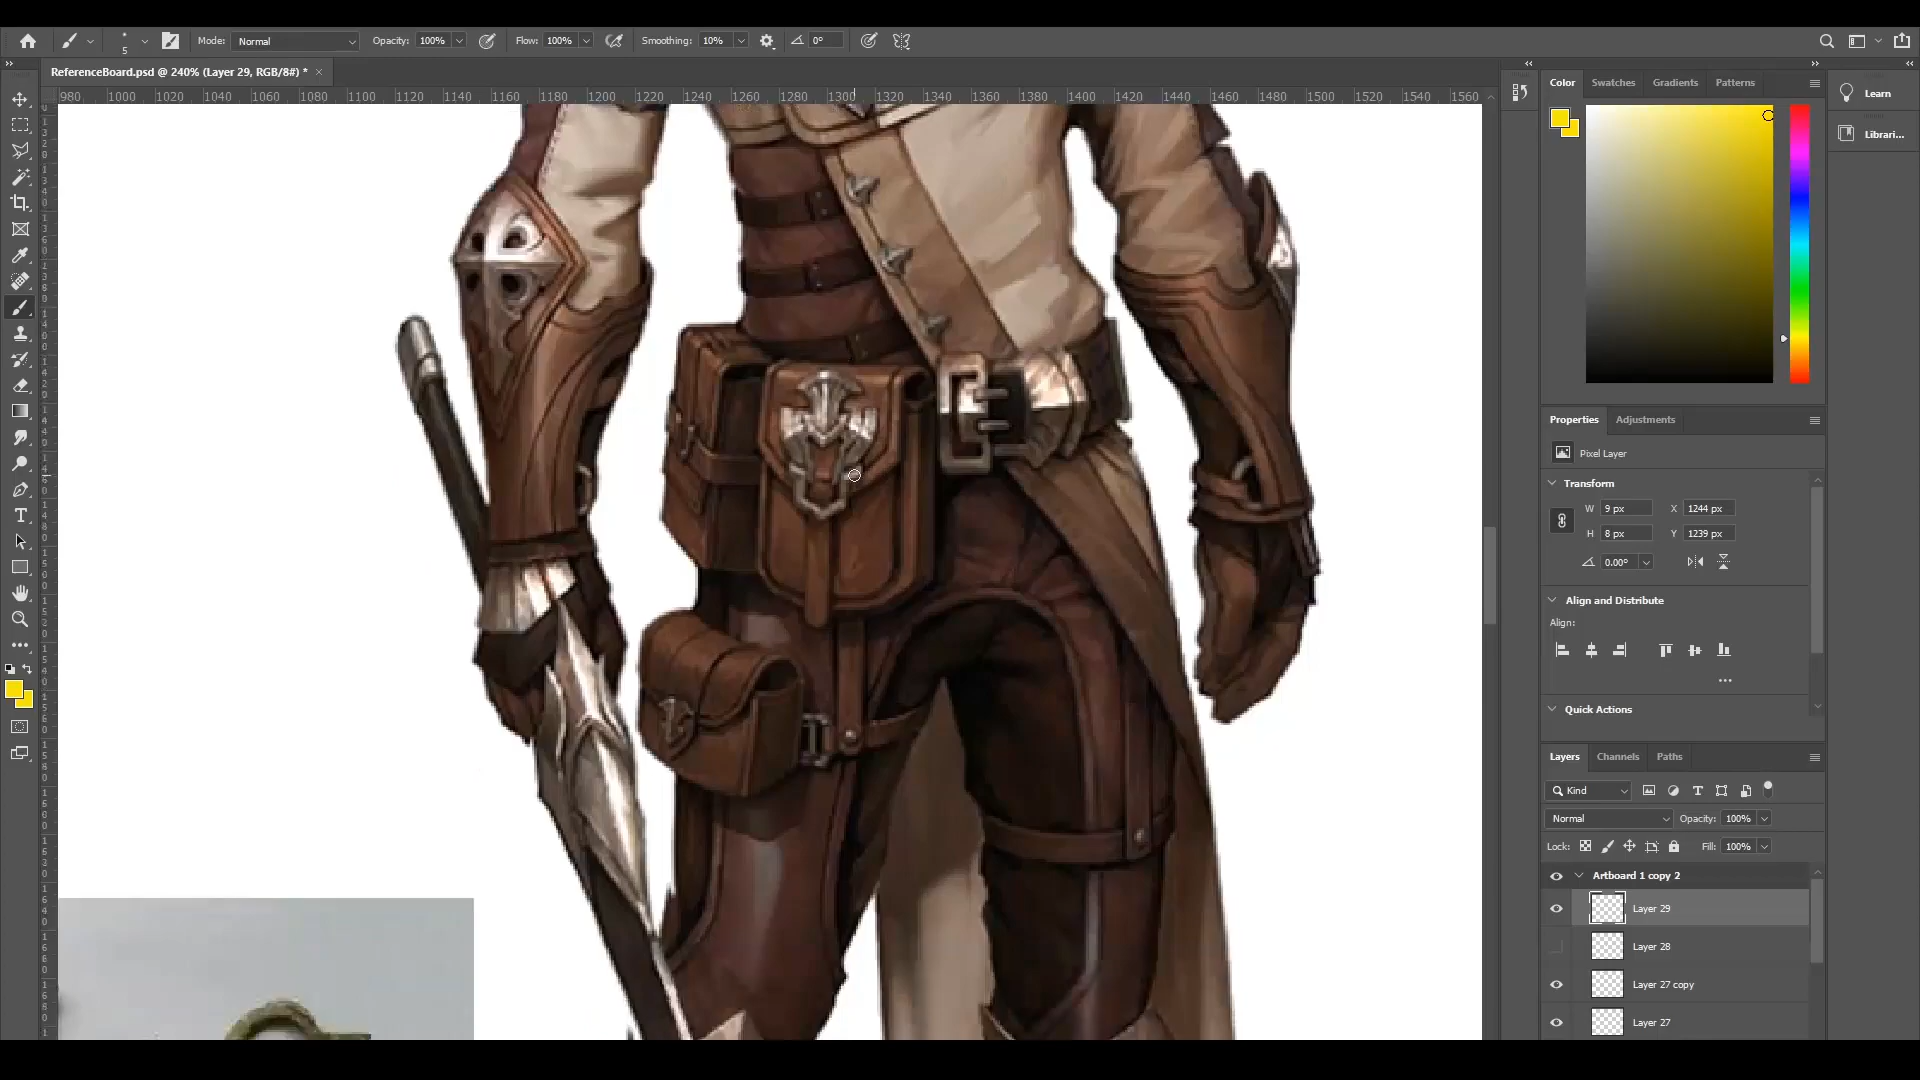 Mode: Normal Opacity: 100% Flow: 100% Smoothing: 10% 0°
5
ReferenceBoard.psd @ 240% (Layer 29, RGB/8#) * ×
980 1000 1020 1040 1060 1080 1100 1120 1140 1160 1180 1200 1220 1240 1260 1280 1300 1320 1340 1360 1380 1400 1420 1440 1460 1480 1500 1520 1540 1560
Color Swatches Gradients Patterns
Learn
Librari...
Properties Adjustments
Pixel Layer
Transform
W 9 px X 1244 px
H 8 px Y 1239 px
0.00°
Align and Distribute
Align:
Quick Actions
Layers Channels Paths
Kind
Normal Opacity: 100%
Lock: Fill: 100%
Artboard 1 copy 2
Layer 29
Layer 28
Layer 27 copy
Layer 27